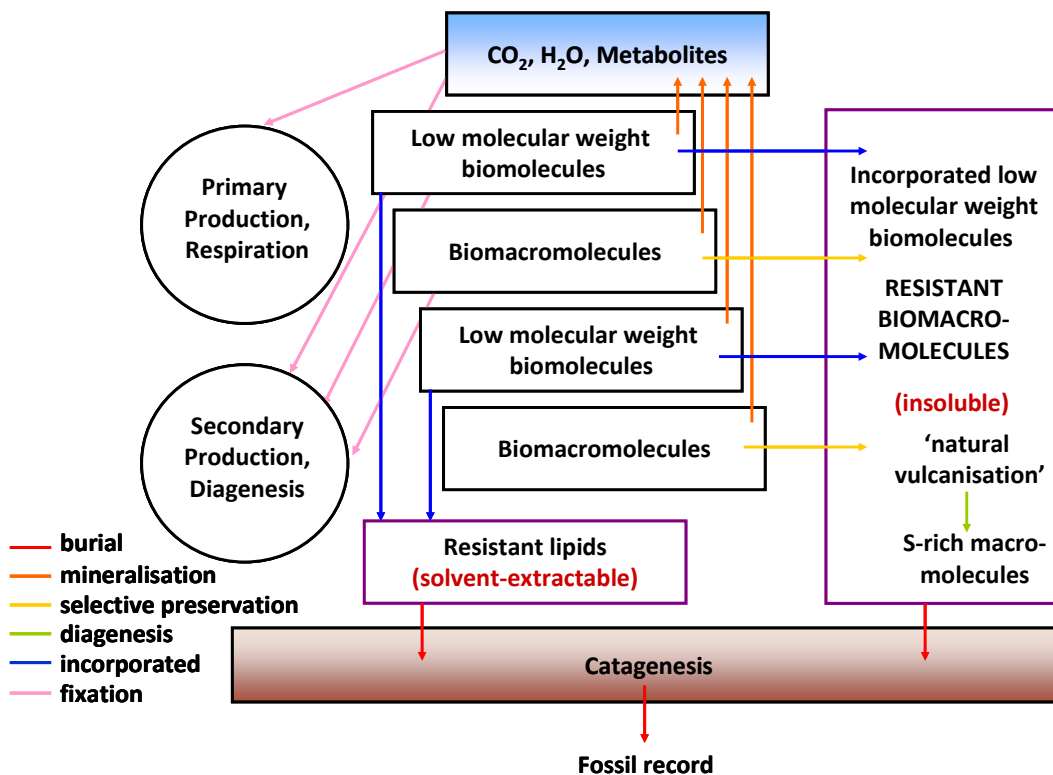 CO₂, H₂O, Metabolites
Low molecular weight
biomolecules
Primary
Production,
Respiration
Incorporated low
molecular weight
biomolecules
Biomacromolecules
RESISTANT
BIOMACRO-
MOLECULES
Low molecular weight
biomolecules
(insoluble)
Secondary
Production,
Diagenesis
Biomacromolecules
‘natural
vulcanisation’
Resistant lipids
(solvent-extractable)
S-rich macro-
molecules
burial
mineralisation
selective preservation
diagenesis
incorporated
fixation
Catagenesis
Fossil record